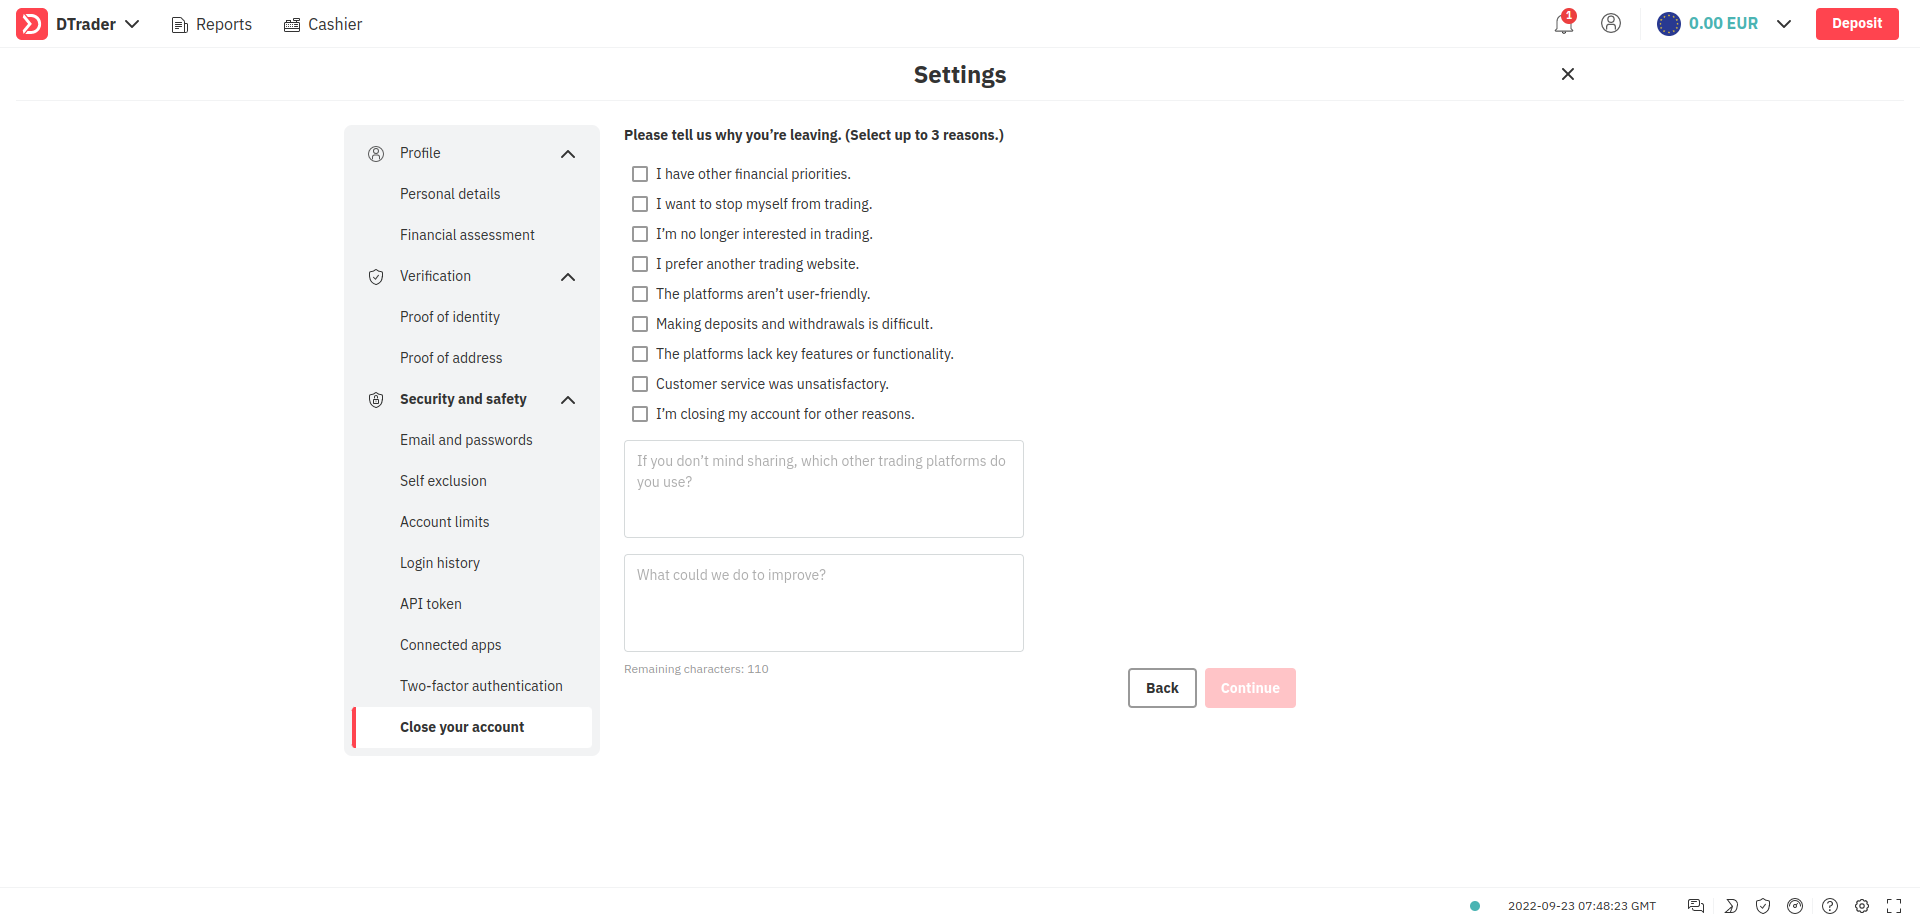 DTrader
Reports
Cashier
1
0.00 EUR
Deposit
Settings
Profile
Personal details
Financial assessment
Verification
Proof of identity
Proof of address
Security and safety
Email and passwords
Self exclusion
Account limits
Login history
API token
Connected apps
Two-factor authentication
Close your account
Please tell us why you’re leaving. (Select up to 3 reasons.)
I have other financial priorities.
I want to stop myself from trading.
I’m no longer interested in trading.
I prefer another trading website.
The platforms aren’t user-friendly.
Making deposits and withdrawals is difficult.
The platforms lack key features or functionality.
Customer service was unsatisfactory.
I’m closing my account for other reasons.
If you don’t mind sharing, which other trading platforms do
you use?
What could we do to improve?
Remaining characters: 110
Back
Continue
2022-09-23 07:48:23 GMT